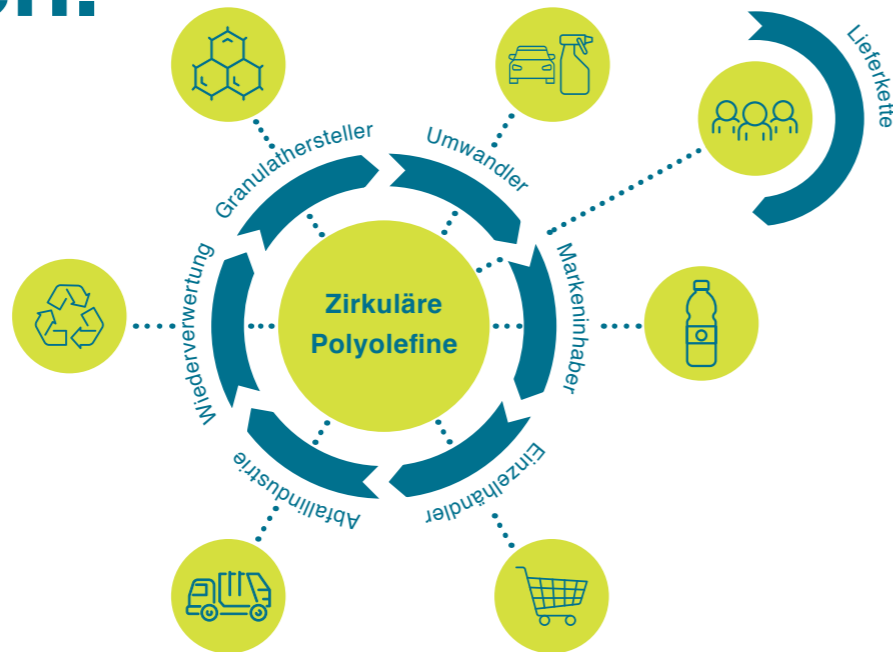 Lieferkette
Granulathersteller
Umwandler
Markeninhaber
Einzelhändler
Abfallindustrie
Wiederverwertung
Zirkuläre
Polyolefine